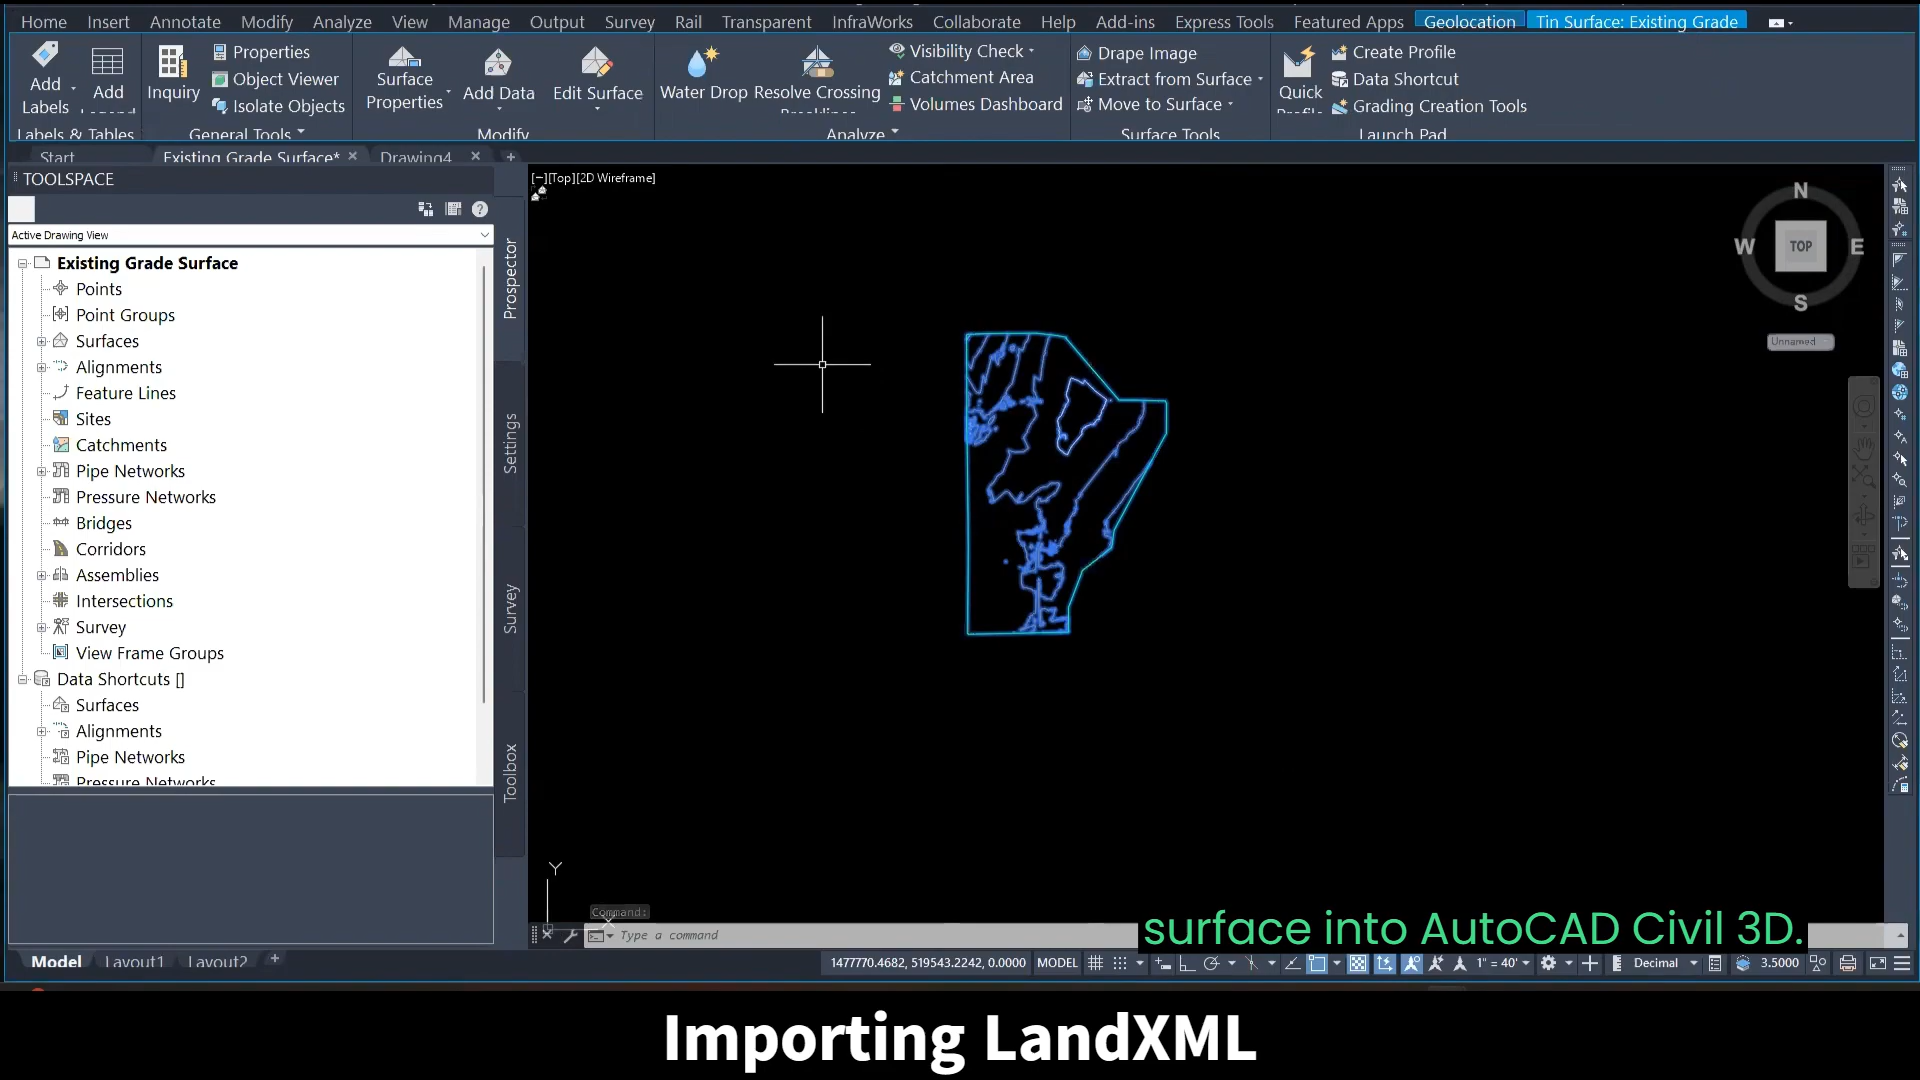 Home Insert Annotate Modify Analyze View Manage Output Survey Rail Transparent InfraWorks Collaborate Help Add-ins Express Tools Featured Apps Geolocation Tin Surface: Existing Grade
Add Labels
Add
Labels & Tables
Inquiry
Properties
Object Viewer
Isolate Objects
General Tools
Surface Properties
Add Data
Edit Surface
Modify
Water Drop
Resolve Crossing
Visibility Check
Catchment Area
Volumes Dashboard
Analyze
Drape Image
Extract from Surface
Move to Surface
Surface Tools
Quick
Create Profile
Data Shortcut
Grading Creation Tools
Launch Pad
Start Existing Grade Surface* Drawing4
TOOLSPACE
Active Drawing View
Existing Grade Surface
Points
Point Groups
Surfaces
Alignments
Feature Lines
Sites
Catchments
Pipe Networks
Pressure Networks
Bridges
Corridors
Assemblies
Intersections
Survey
View Frame Groups
Data Shortcuts []
Surfaces
Alignments
Pipe Networks
Pressure Networks
Prospector
Settings
Survey
Toolbox
[−][Top][2D Wireframe]
N
W TOP E
S
Unnamed
Y
X
Command:
Type a command
surface into AutoCAD Civil 3D.
Model Layout1 Layout2 +
1477770.4682, 519543.2242, 0.0000 MODEL 1" = 40' Decimal 3.5000
Importing LandXML